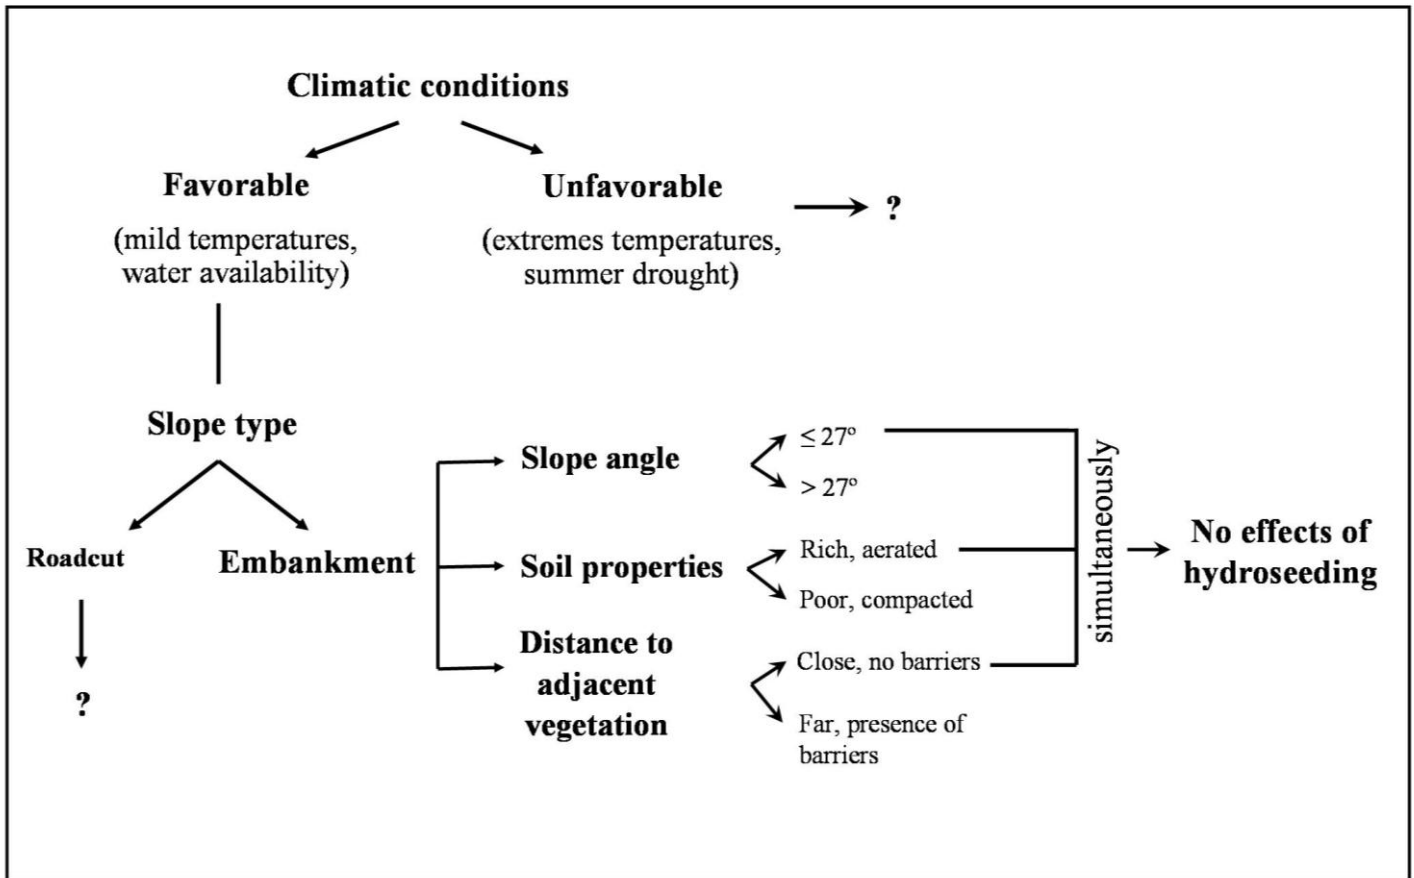 Climatic conditions
Favorable
(mild temperatures,
water availability)
Unfavorable
(extremes temperatures,
summer drought)
?
Slope type
Roadcut
?
Embankment
Slope angle
≤ 27º
> 27º
Soil properties
Rich, aerated
Poor, compacted
Distance to
adjacent
vegetation
Close, no barriers
Far, presence of
barriers
simultaneously
No effects of
hydroseeding